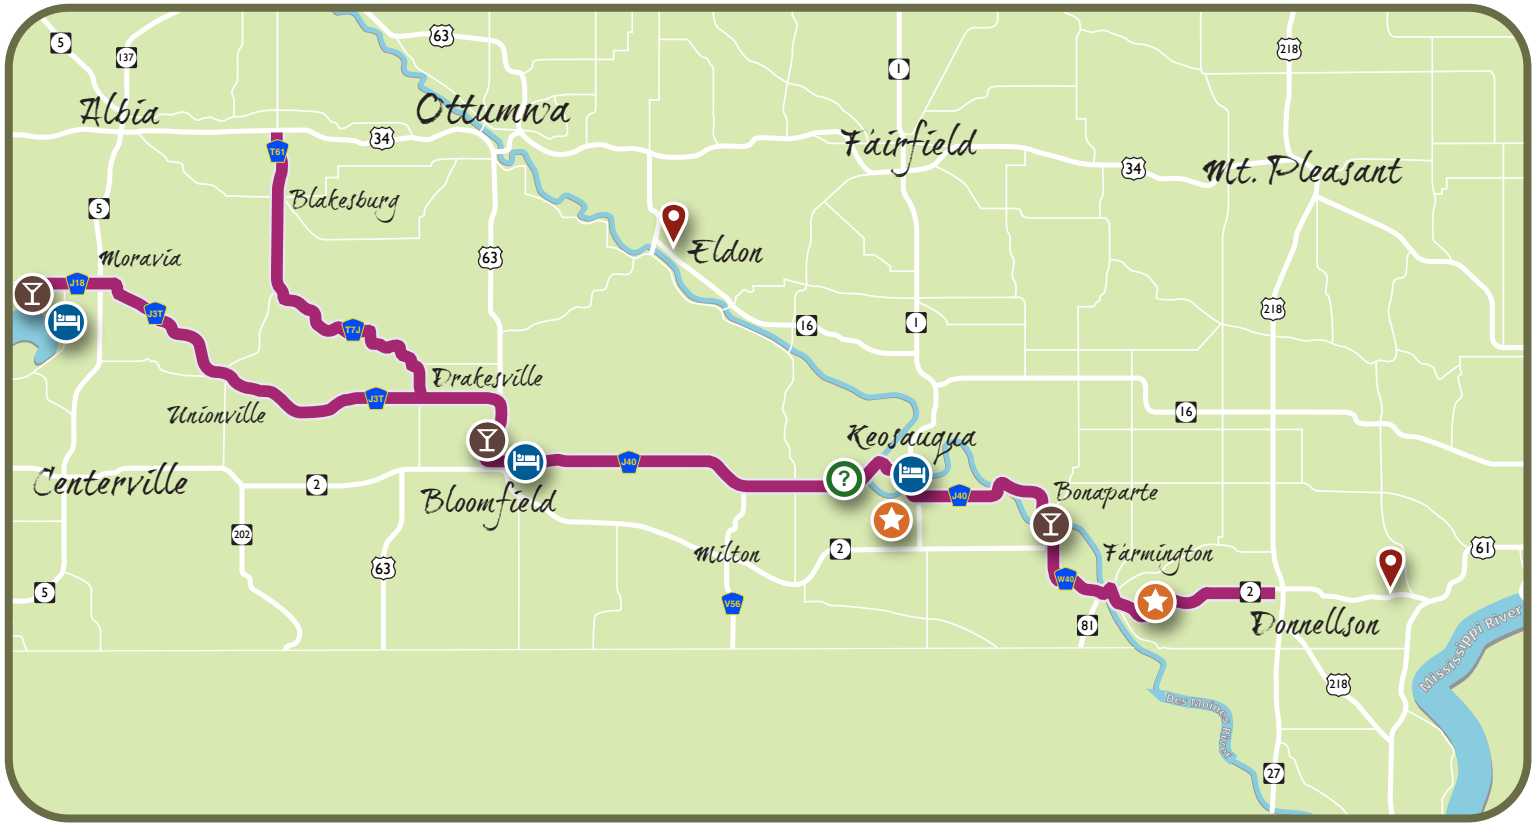 63
5
218
137
1
Albia
Ottumwa
34
Fairfield
T61
34
Mt. Pleasant
Blakesburg
5
Eldon
Moravia
63
J18
218
J3T
1
16
T7J
Drakesville
J3T
16
Unionville
Keosauqua
J40
?
Centerville
2
Bonaparte
J40
Bloomfield
202
Milton
2
Farmington
61
63
W40
5
2
V56
81
Donnellson
Mississippi River
218
Des Moines River
27